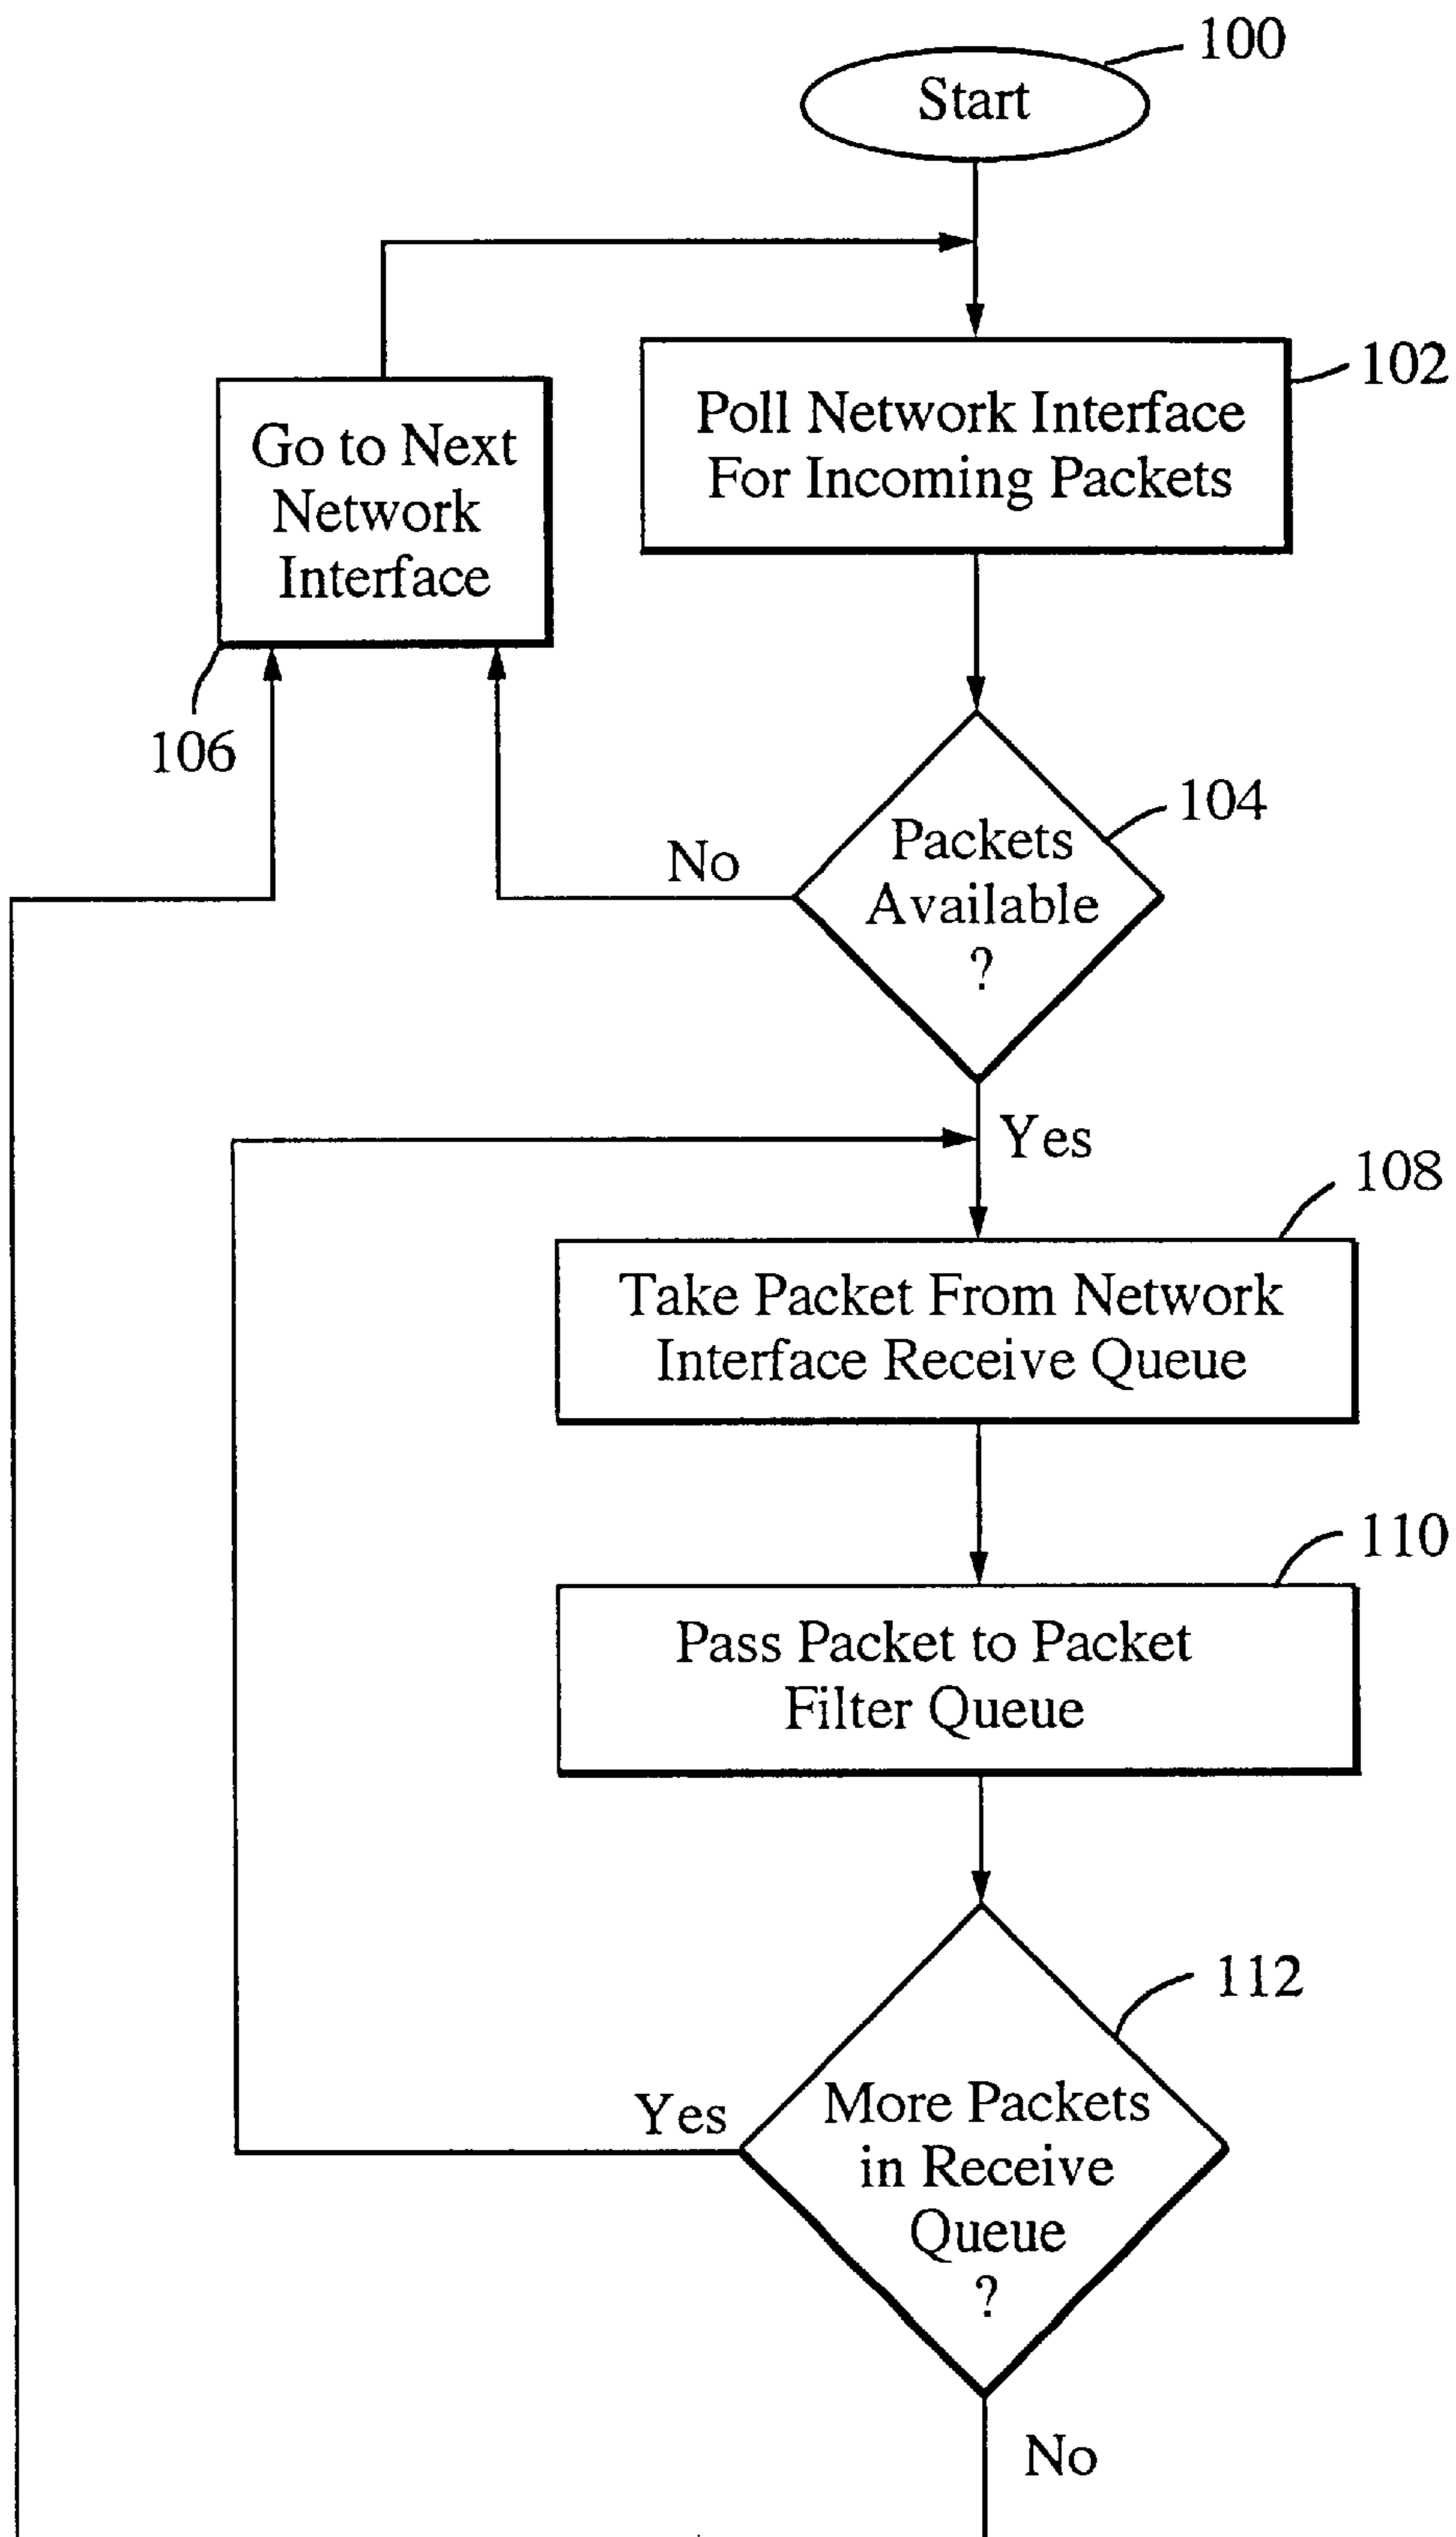 100
Start
102
Poll Network Interface
For Incoming Packets
Go to Next
Network
Interface
106
104
Packets
Available
?
No
Yes
108
Take Packet From Network
Interface Receive Queue
110
Pass Packet to Packet
Filter Queue
112
More Packets
in Receive
Queue
?
Yes
No